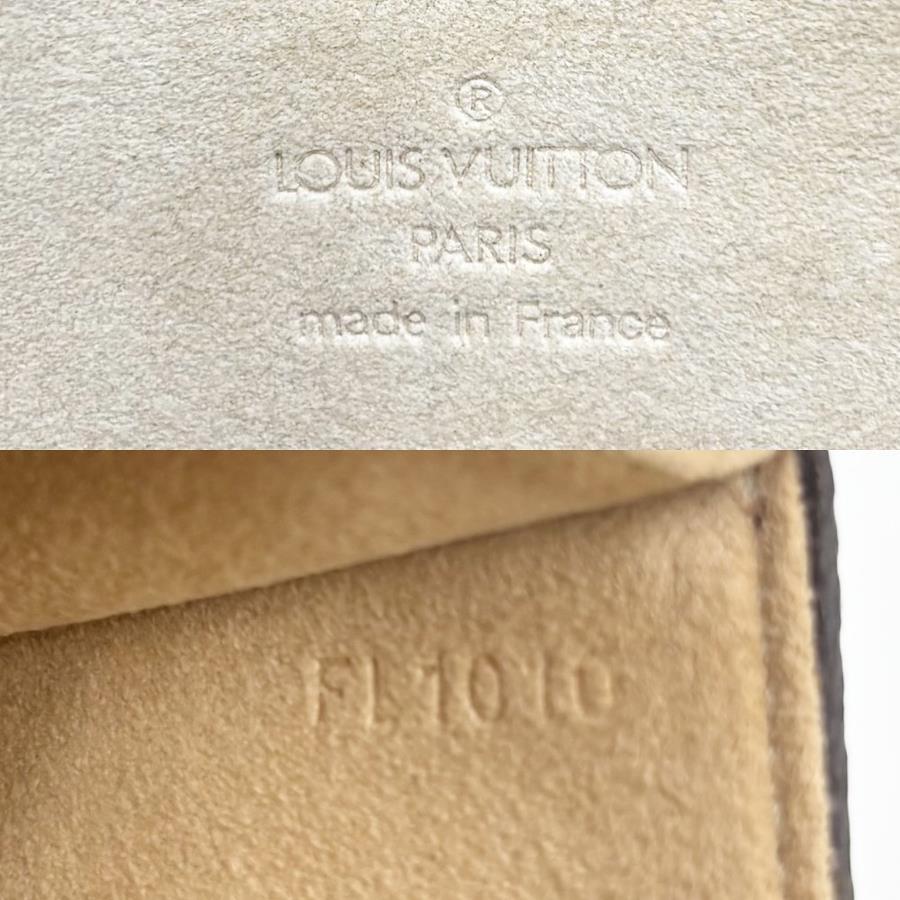 ®
LOUIS VUITTON
PARIS
made in France
FL1010